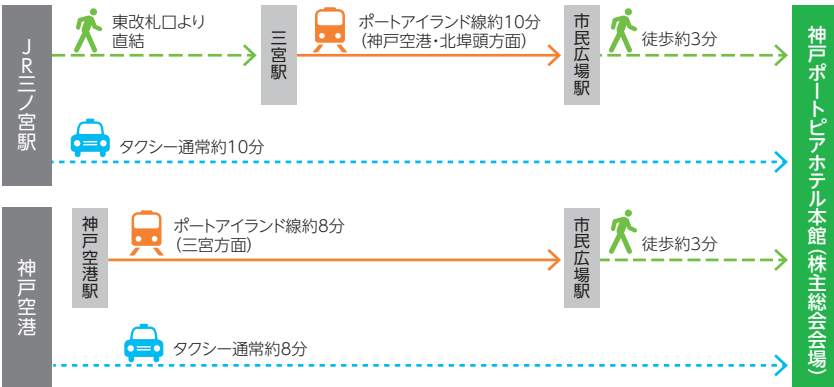 JR三ノ宮駅
東改札口より
直結
三宮駅
ポートアイランド線約10分
（神戸空港・北埠頭方面）
市民広場駅
徒歩約3分
タクシー通常約10分
神戸空港
神戸空港駅
ポートアイランド線約8分
（三宮方面）
市民広場駅
徒歩約3分
タクシー通常約8分
神戸ポートピアホテル本館（株主総会会場）